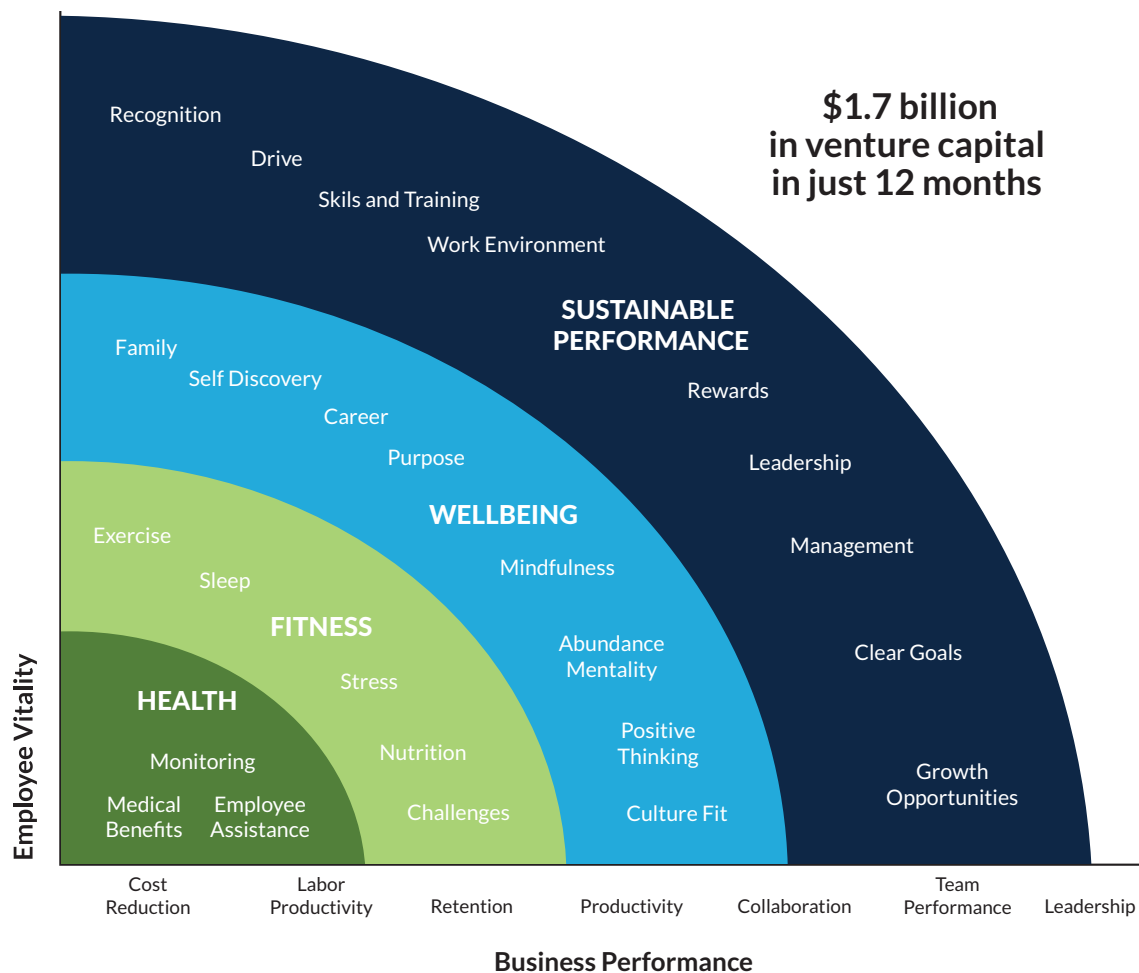 $1.7 billion
in venture capital
in just 12 months
Recognition
Drive
Skils and Training
Work Environment
SUSTAINABLE
PERFORMANCE
Rewards
Leadership
Management
Clear Goals
Growth
Opportunities
Family
Self Discovery
Career
Purpose
WELLBEING
Mindfulness
Abundance
Mentality
Positive
Thinking
Culture Fit
Exercise
Sleep
FITNESS
Stress
Nutrition
Challenges
HEALTH
Monitoring
Medical
Benefits
Employee
Assistance
Employee Vitality
Cost
Reduction
Labor
Productivity
Retention
Productivity
Collaboration
Team
Performance
Leadership
Business Performance